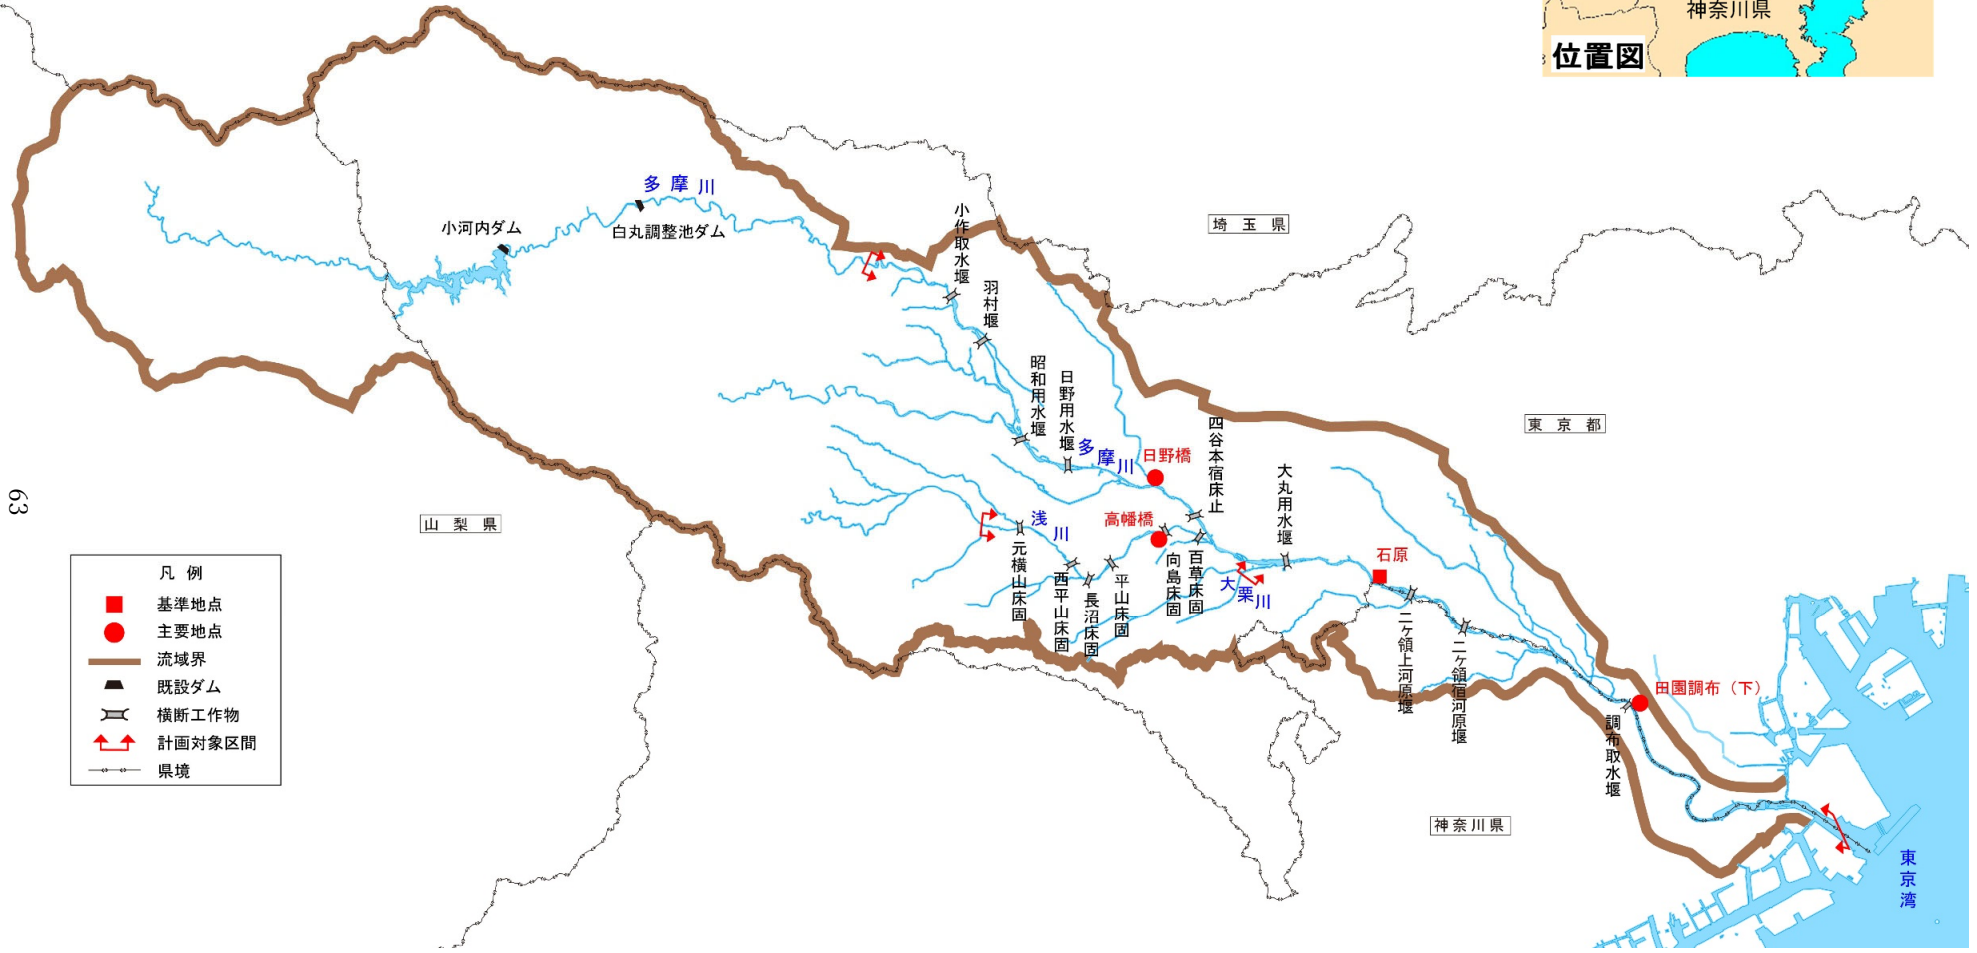 神奈川県
位置図
多摩川
小河内ダム
白丸調整池ダム
小作取水堰
羽村堰
埼玉県
昭和用水堰
日野用水堰
多摩川
日野橋
四谷本宿床止
大丸用水堰
東京都
63
山梨県
浅川
高幡橋
元横山床固
西平山床固
長沼床固
平山床固
向島床固
百草床固
大栗川
石原
二ヶ領上河原堰
二ヶ領宿河原堰
田園調布（下）
調布取水堰
神奈川県
東京湾
凡例
基準地点
主要地点
流域界
既設ダム
横断工作物
計画対象区間
県境